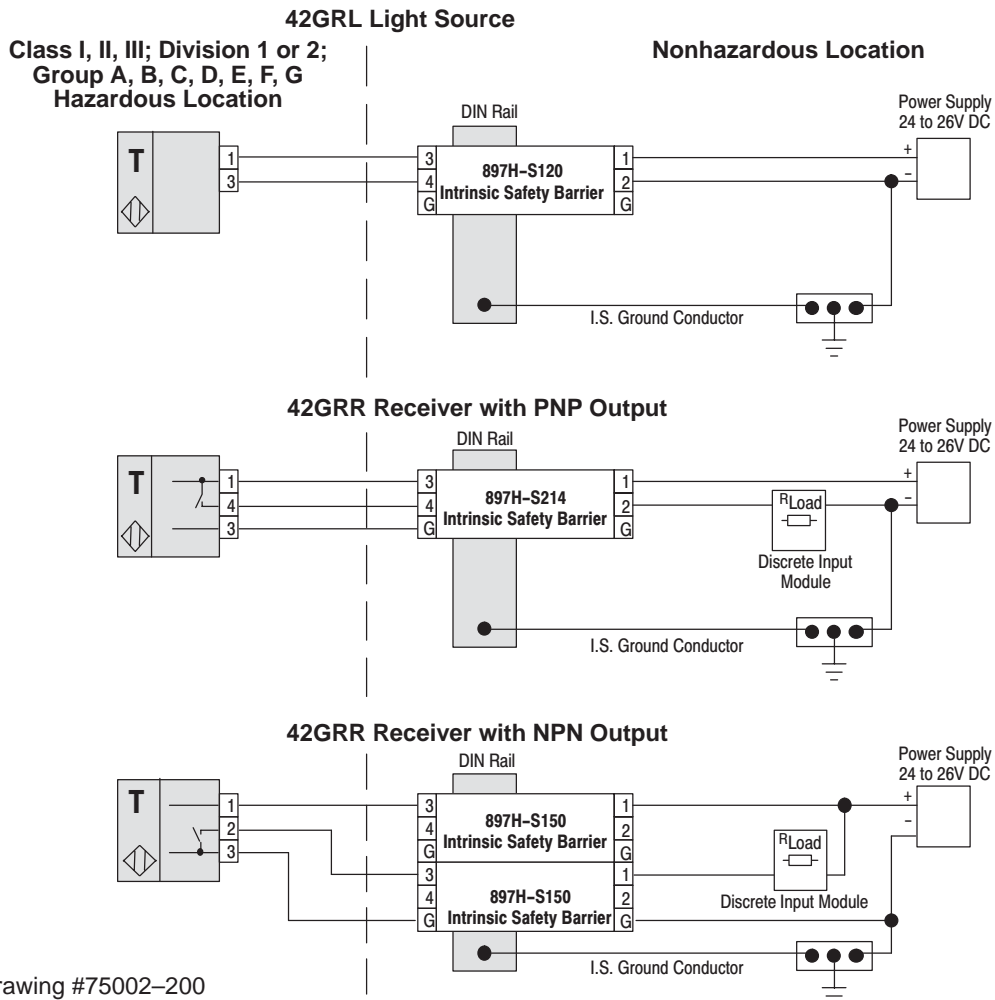 42GRL Light Source
Class I, II, III; Division 1 or 2;
Group A, B, C, D, E, F, G
Hazardous Location
Nonhazardous Location
DIN Rail
Power Supply
24 to 26V DC
T
1
3
3
4
G
897H–S120
Intrinsic Safety Barrier
1
2
G
+
-
I.S. Ground Conductor
42GRR Receiver with PNP Output
DIN Rail
Power Supply
24 to 26V DC
T
1
4
3
3
4
G
897H–S214
Intrinsic Safety Barrier
1
2
G
+
-
RLoad
Discrete Input
Module
I.S. Ground Conductor
42GRR Receiver with NPN Output
DIN Rail
Power Supply
24 to 26V DC
T
1
2
3
3
4
G
897H–S150
Intrinsic Safety Barrier
1
2
G
3
4
G
897H–S150
Intrinsic Safety Barrier
1
2
G
+
-
RLoad
Discrete Input Module
I.S. Ground Conductor
rawing #75002–200